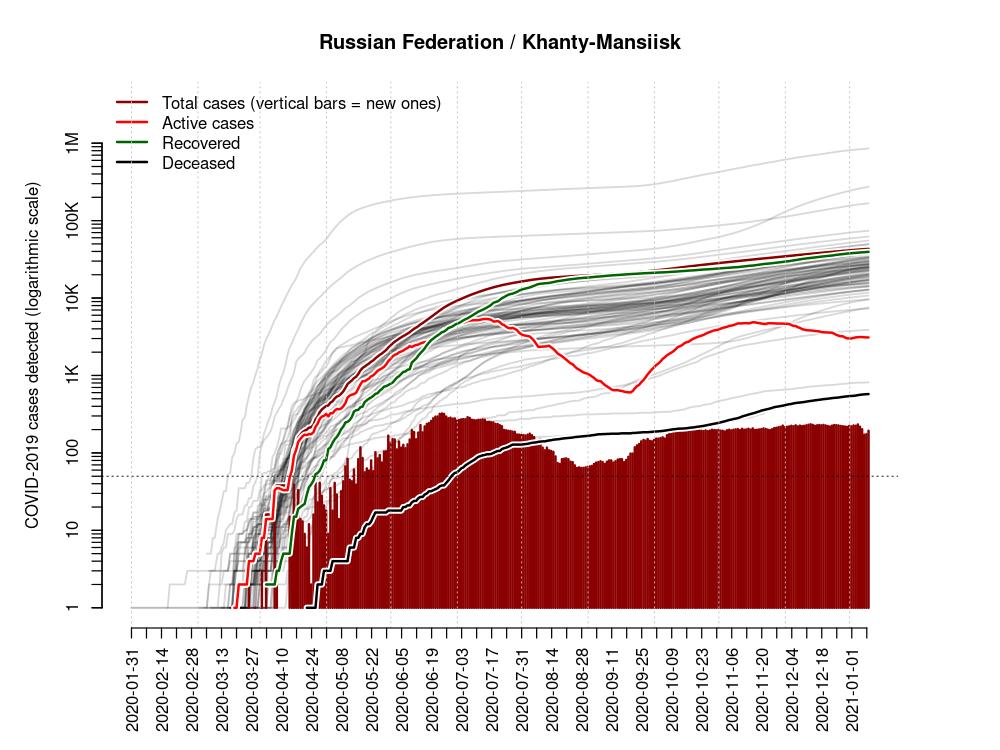 Russian Federation / Khanty-Mansiisk
Total cases (vertical bars = new ones)
Active cases
Recovered
Deceased
COVID-2019 cases detected (logarithmic scale)
1M
100K
10K
1K
100
10
1
2020-01-31
2020-02-14
2020-02-28
2020-03-13
2020-03-27
2020-04-10
2020-04-24
2020-05-08
2020-05-22
2020-06-05
2020-06-19
2020-07-03
2020-07-17
2020-07-31
2020-08-14
2020-08-28
2020-09-11
2020-09-25
2020-10-09
2020-10-23
2020-11-06
2020-11-20
2020-12-04
2020-12-18
2021-01-01